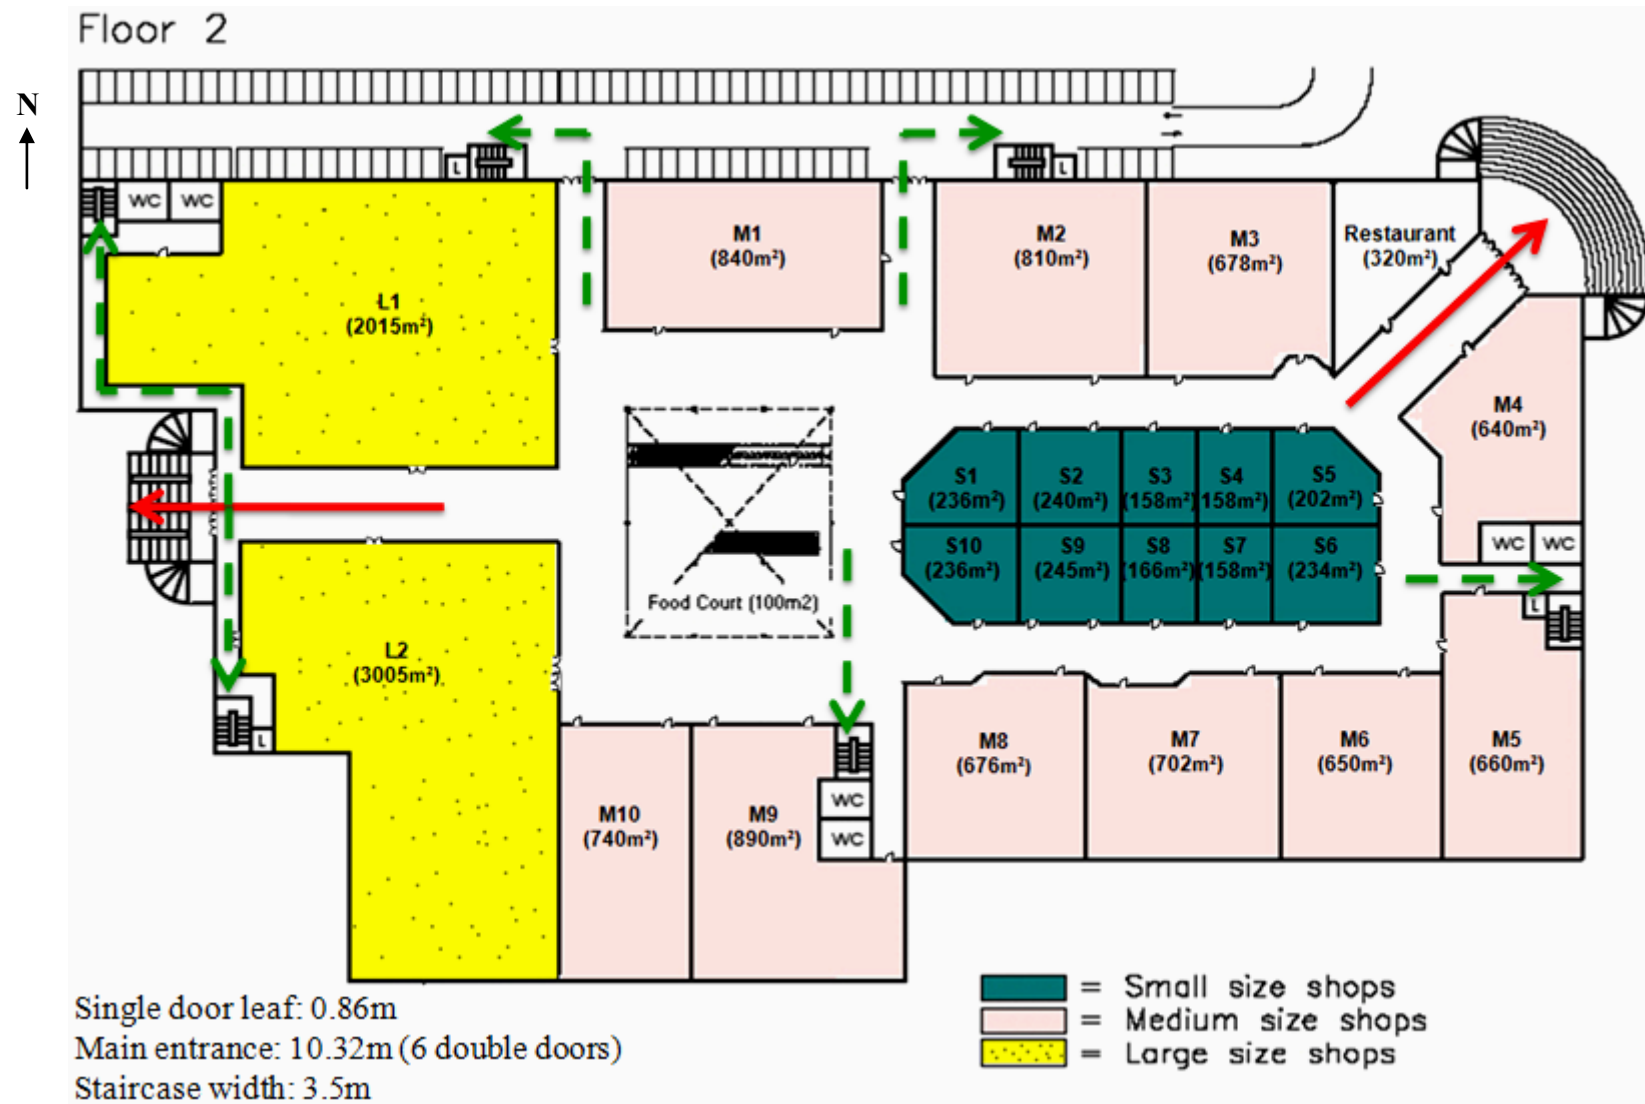 Floor 2
N
L
L
WC WC
M1
(840m²)
M2
(810m²)
M3
(678m²)
Restaurant
(320m²)
L1
(2015m²)
M4
(640m²)
S1
(236m²)
S2
(240m²)
S3
(158m²)
S4
158m²)
S5
(202m²)
S10
(236m²)
S9
(245m²)
S8
(166m²)
S7
(158m²)
S6
(234m²)
WC WC
Food Court (100m2)
L
L2
(3005m²)
L
M8
(676m²)
M7
(702m²)
M6
(650m²)
M5
(660m²)
M10
(740m²)
M9
(890m²)
WC
WC
Single door leaf: 0.86m
Main entrance: 10.32m (6 double doors)
Staircase width: 3.5m
= Small size shops
= Medium size shops
= Large size shops